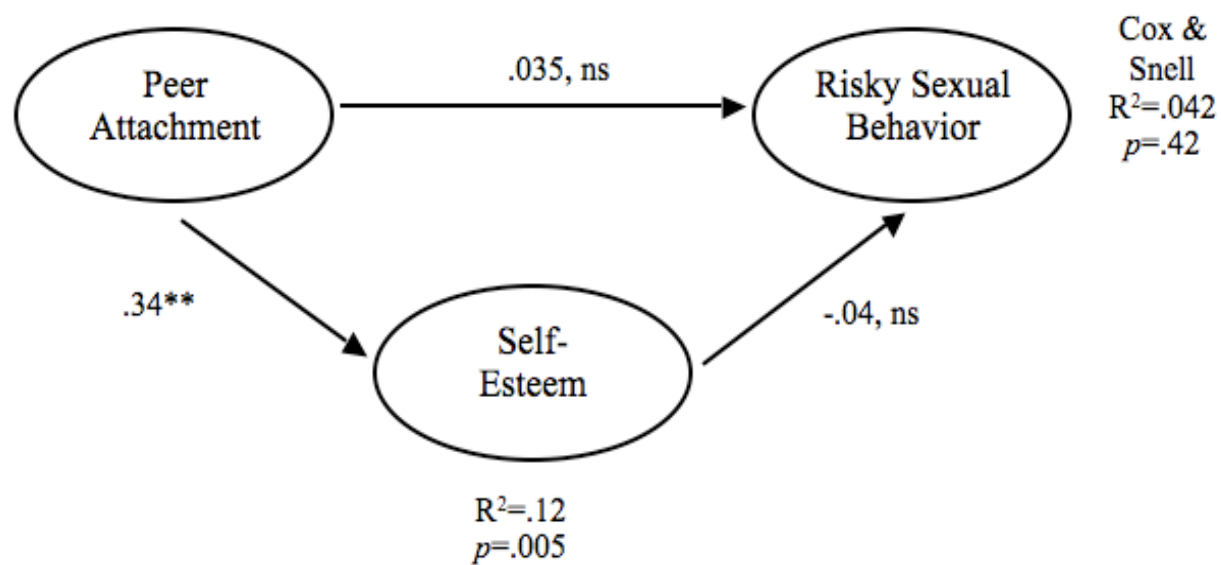 Peer
Attachment
.035, ns
Risky Sexual
Behavior
Cox &
Snell
R²=.042
p=.42
.34**
Self-
Esteem
-.04, ns
R²=.12
p=.005